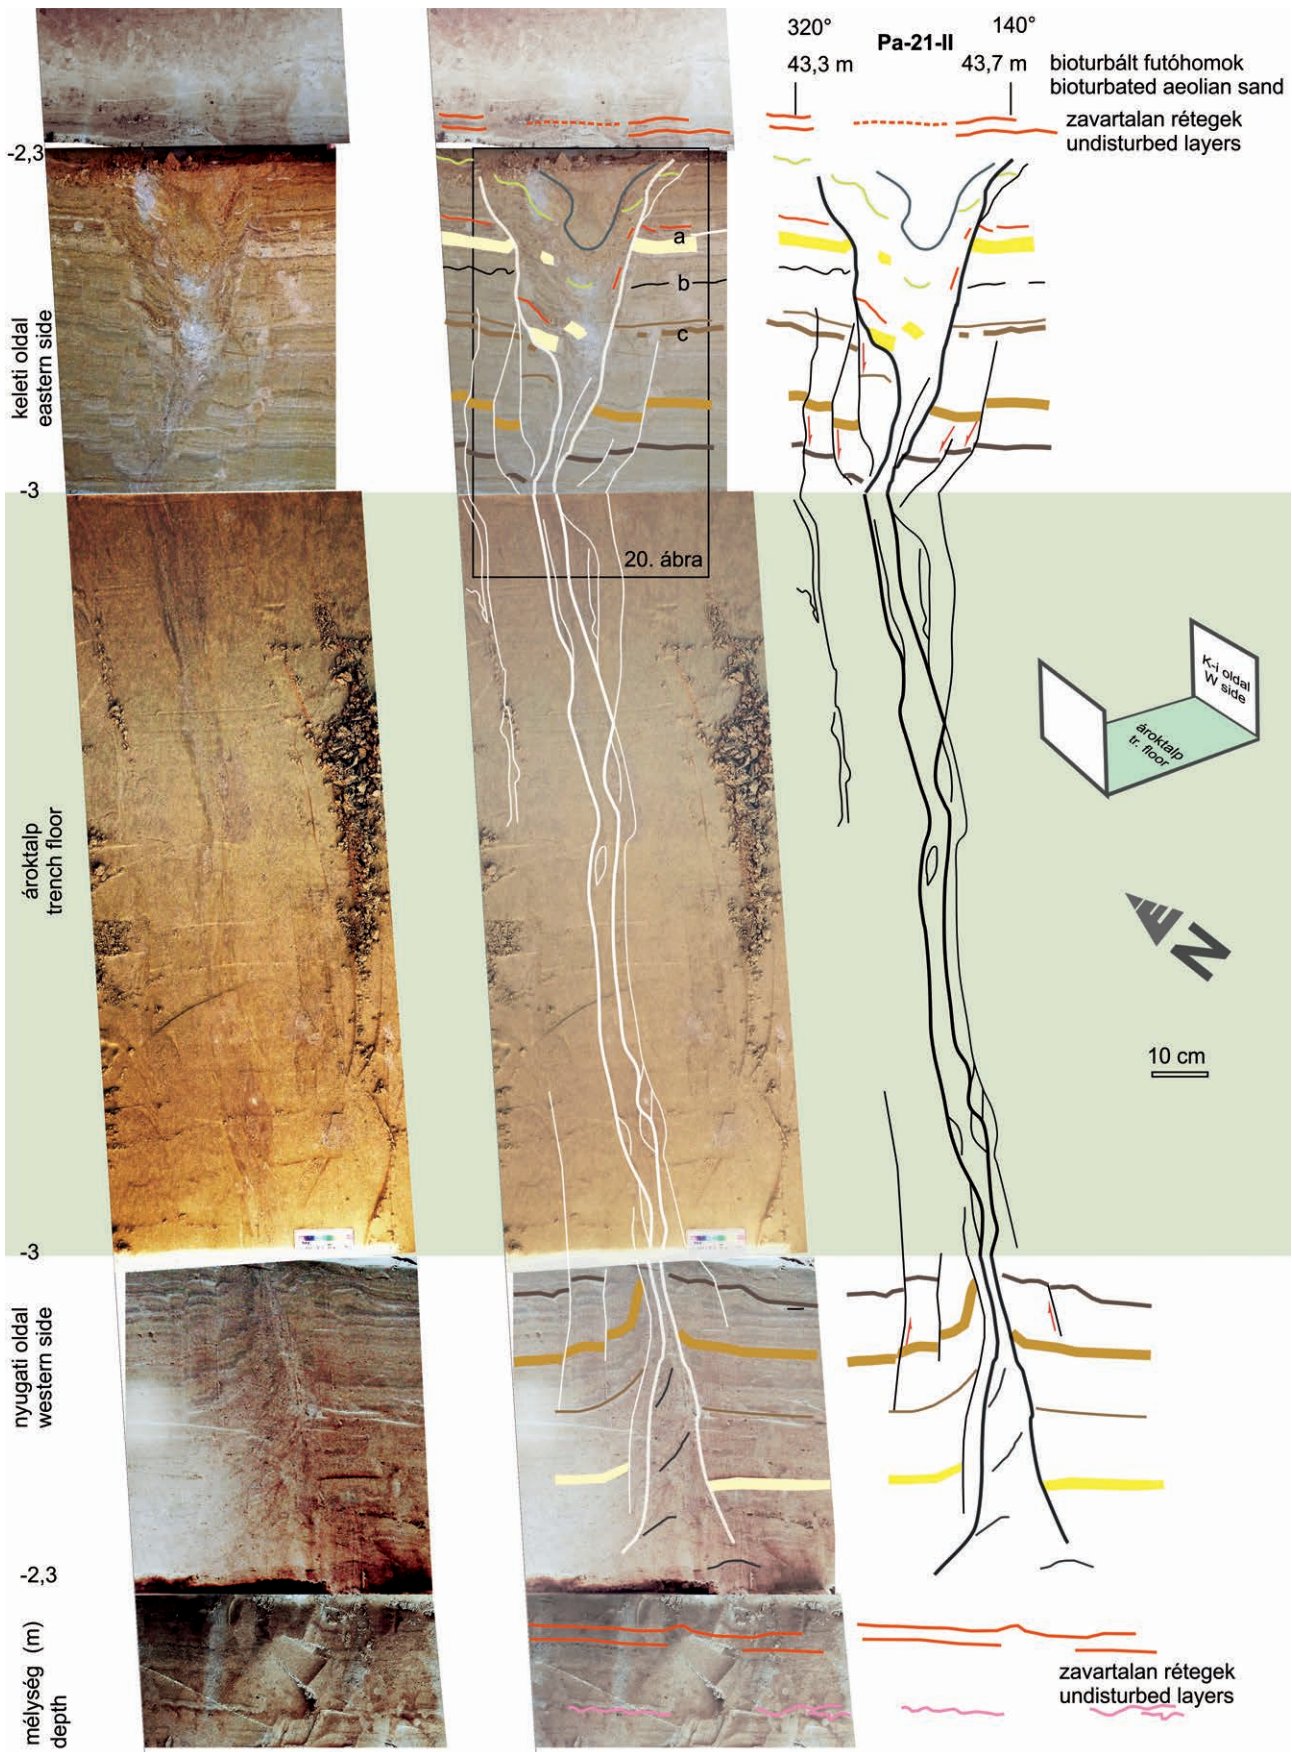 320°
Pa-21-II
140°
43,3 m
43,7 m
bioturbált futóhomok
bioturbated aeolian sand
zavartalan rétegek
undisturbed layers
-2,3
keleti oldal
eastern side
a
b
c
-3
20. ábra
K-i oldal
W side
ároktalp
tr. floor
ároktalp
trench floor
E
N
10 cm
-3
nyugati oldal
western side
-2,3
mélység (m)
depth
zavartalan rétegek
undisturbed layers